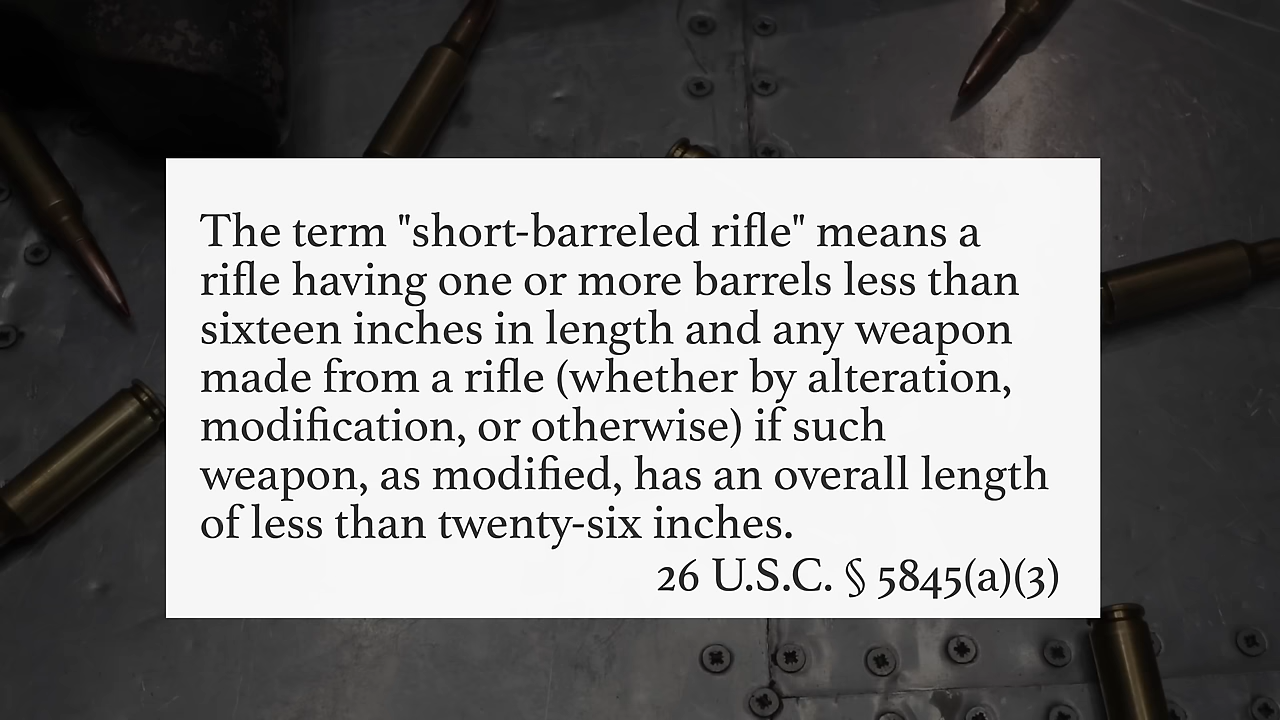 The term "short-barreled rifle" means a
rifle having one or more barrels less than
sixteen inches in length and any weapon
made from a rifle (whether by alteration,
modification, or otherwise) if such
weapon, as modified, has an overall length
of less than twenty-six inches.
26 U.S.C. § 5845(a)(3)